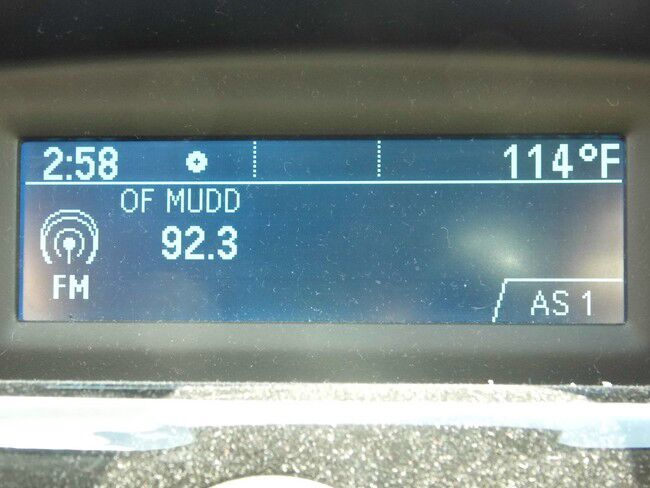 2:58 114°F
OF MUDD
92.3
FM
AS 1